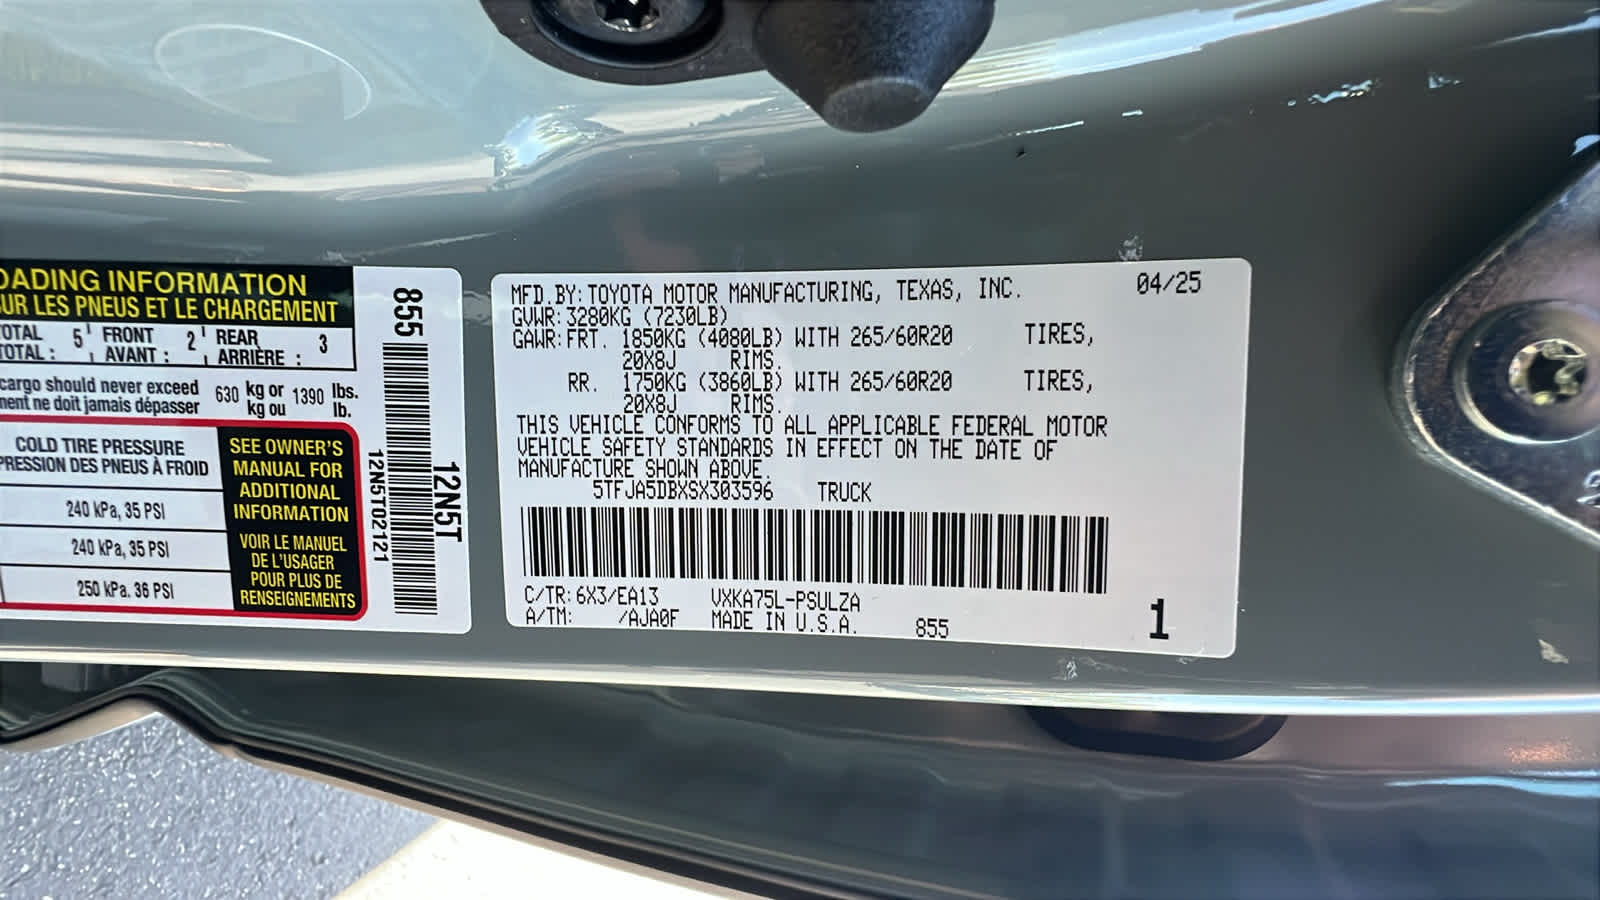 OADING INFORMATION
SUR LES PNEUS ET LE CHARGEMENT
TOTAL 5 FRONT 2 REAR 3
TOTAL : AVANT : ARRIÈRE :
cargo should never exceed 630 kg or 1390 lbs.
ment ne doit jamais dépasser kg ou lb.
COLD TIRE PRESSURE
PRESSION DES PNEUS À FROID
240 kPa, 35 PSI
240 kPa, 35 PSI
250 kPa. 36 PSI
SEE OWNER'S
MANUAL FOR
ADDITIONAL
INFORMATION
VOIR LE MANUEL
DE L'USAGER
POUR PLUS DE
RENSEIGNEMENTS
855
12N5T
12N5T02121
MFD.BY:TOYOTA MOTOR MANUFACTURING, TEXAS, INC. 04/25
GVWR:3280KG (7230LB)
GAWR:FRT. 1850KG (4080LB) WITH 265/60R20 TIRES,
20X8J RIMS.
RR. 1750KG (3860LB) WITH 265/60R20 TIRES,
20X8J RIMS.
THIS VEHICLE CONFORMS TO ALL APPLICABLE FEDERAL MOTOR
VEHICLE SAFETY STANDARDS IN EFFECT ON THE DATE OF
MANUFACTURE SHOWN ABOVE.
5TFJA5DBXSX303596 TRUCK
C/TR:6X3/EA13 VXKA75L-PSULZA
A/TM: /AJA0F MADE IN U.S.A. 855
1